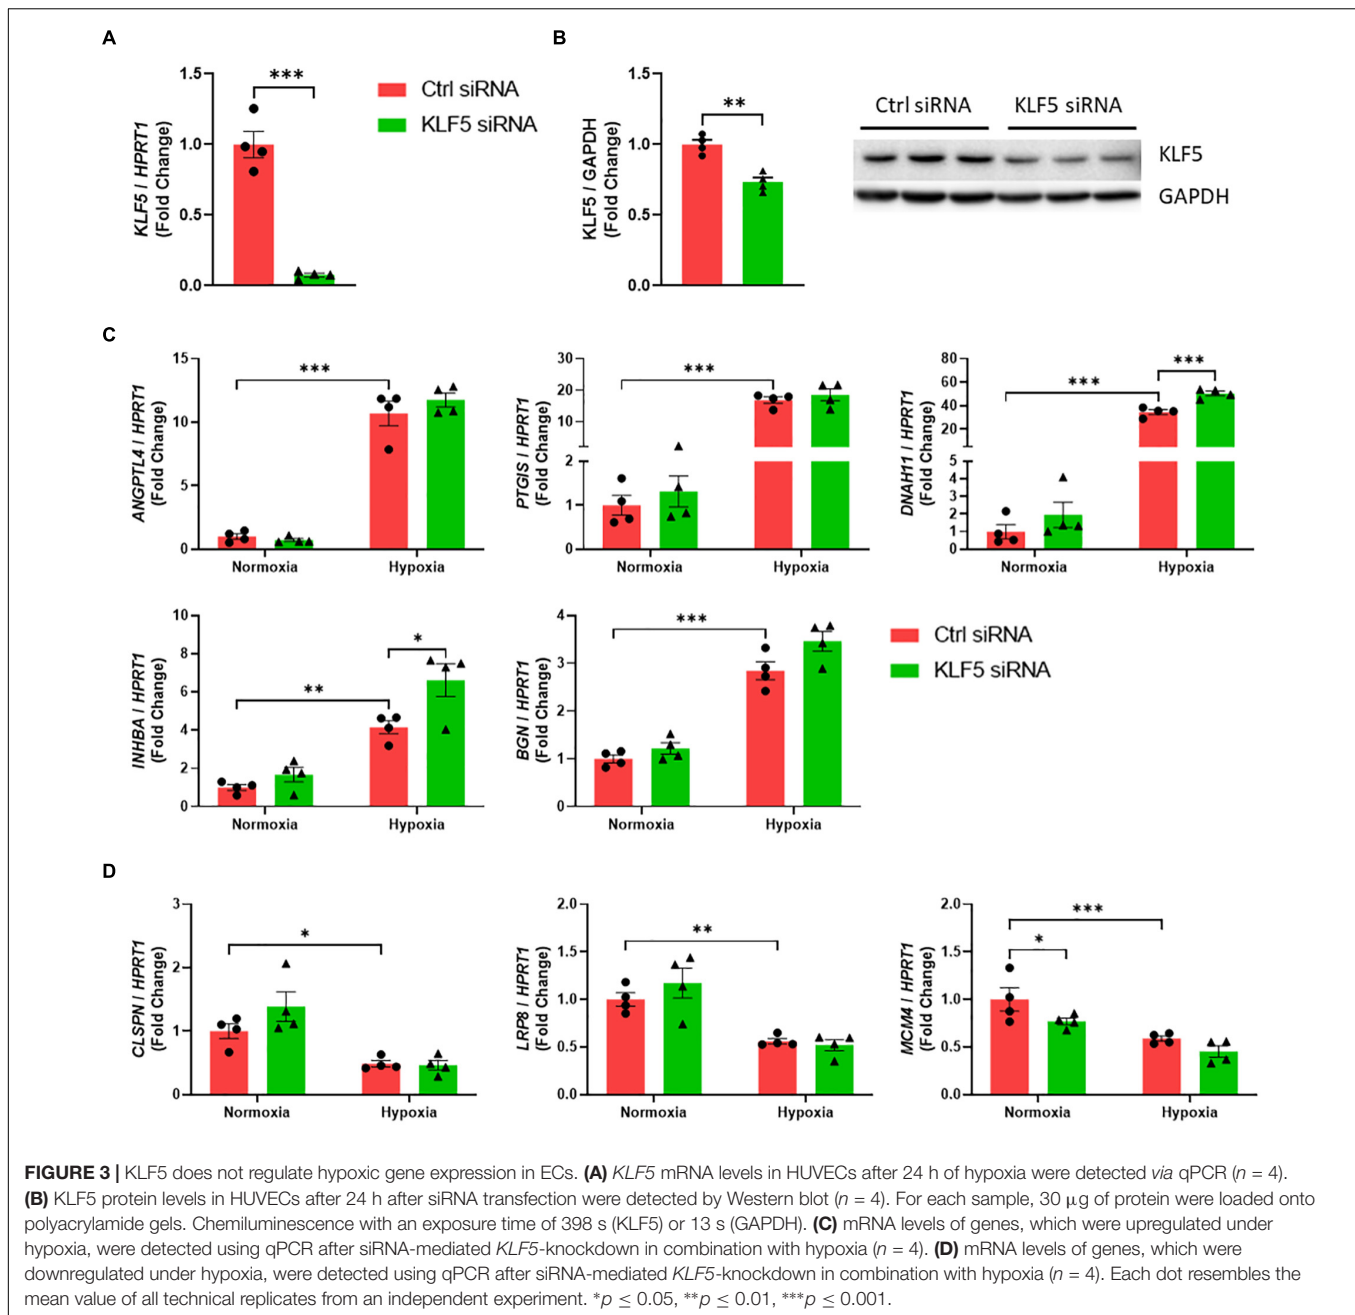 A
KLF5 / HPRT1
(Fold Change)
1.5
1.0
0.5
0.0
***
Ctrl siRNA
KLF5 siRNA
B
KLF5 / GAPDH
(Fold Change)
1.5
1.0
0.5
0.0
**
Ctrl siRNA KLF5 siRNA
KLF5
GAPDH
C
ANGPTL4 / HPRT1
(Fold Change)
15
10
5
0
***
Normoxia Hypoxia
PTGIS / HPRT1
(Fold Change)
30
20
10
2
1
0
***
Normoxia Hypoxia
DNAH11 / HPRT1
(Fold Change)
80
60
40
20
5
4
3
2
1
0
***
***
Normoxia Hypoxia
INHBA / HPRT1
(Fold Change)
10
8
6
4
2
0
**
*
Normoxia Hypoxia
BGN / HPRT1
(Fold Change)
4
3
2
1
0
***
Normoxia Hypoxia
Ctrl siRNA
KLF5 siRNA
D
CLSPN / HPRT1
(Fold Change)
3
2
1
0
*
Normoxia Hypoxia
LRP8 / HPRT1
(Fold Change)
2.0
1.5
1.0
0.5
0.0
**
Normoxia Hypoxia
MCM4 / HPRT1
(Fold Change)
2.0
1.5
1.0
0.5
0.0
***
*
Normoxia Hypoxia
FIGURE 3 | KLF5 does not regulate hypoxic gene expression in ECs. (A) KLF5 mRNA levels in HUVECs after 24 h of hypoxia were detected via qPCR (n = 4).
(B) KLF5 protein levels in HUVECs after 24 h after siRNA transfection were detected by Western blot (n = 4). For each sample, 30 μg of protein were loaded onto
polyacrylamide gels. Chemiluminescence with an exposure time of 398 s (KLF5) or 13 s (GAPDH). (C) mRNA levels of genes, which were upregulated under
hypoxia, were detected using qPCR after siRNA-mediated KLF5-knockdown in combination with hypoxia (n = 4). (D) mRNA levels of genes, which were
downregulated under hypoxia, were detected using qPCR after siRNA-mediated KLF5-knockdown in combination with hypoxia (n = 4). Each dot resembles the
mean value of all technical replicates from an independent experiment. *p ≤ 0.05, **p ≤ 0.01, ***p ≤ 0.001.